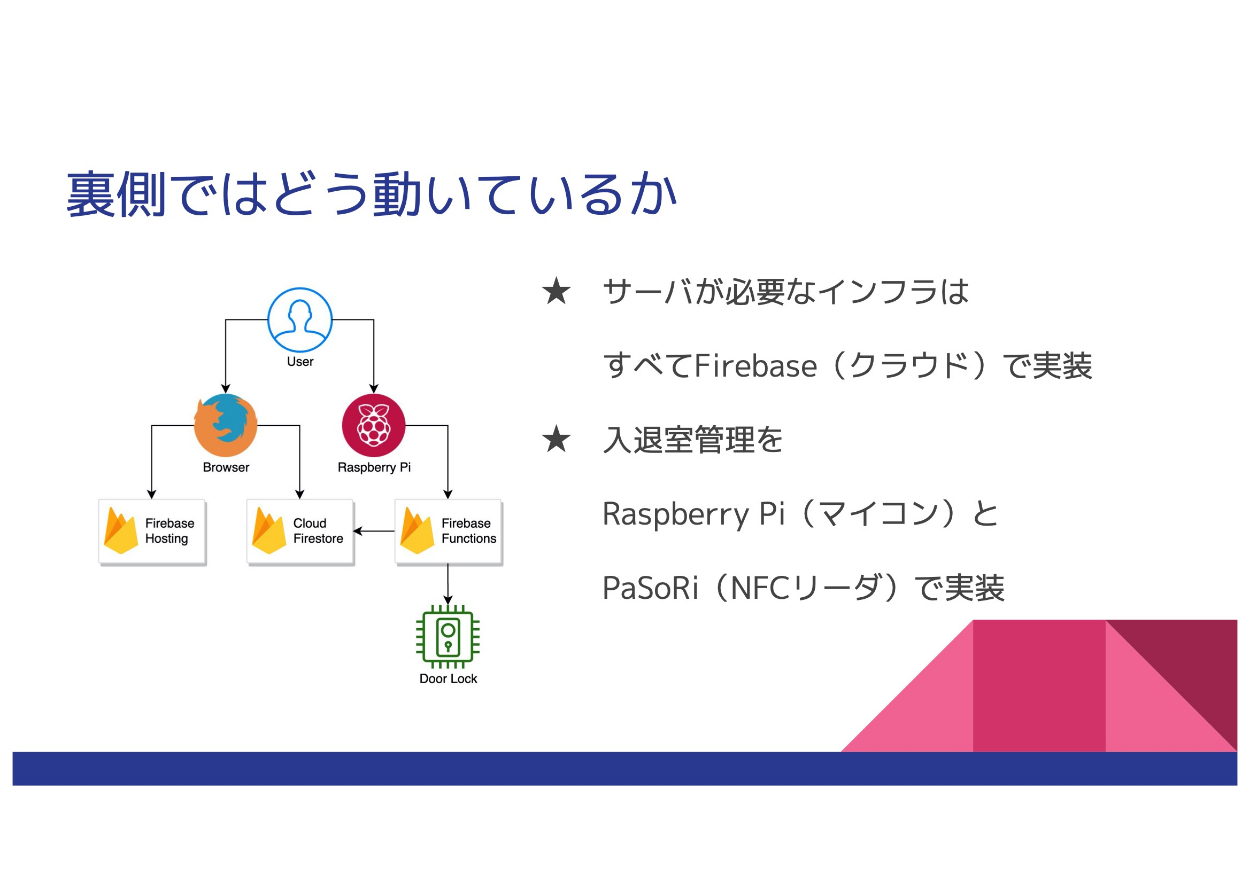 裏側ではどう動いているか
User
Browser
Raspberry Pi
Firebase
Hosting
Cloud
Firestore
Firebase
Functions
Door Lock
★ サーバが必要なインフラは
すべてFirebase（クラウド）で実装
★ 入退室管理を
Raspberry Pi（マイコン）と
PaSoRi（NFCリーダ）で実装